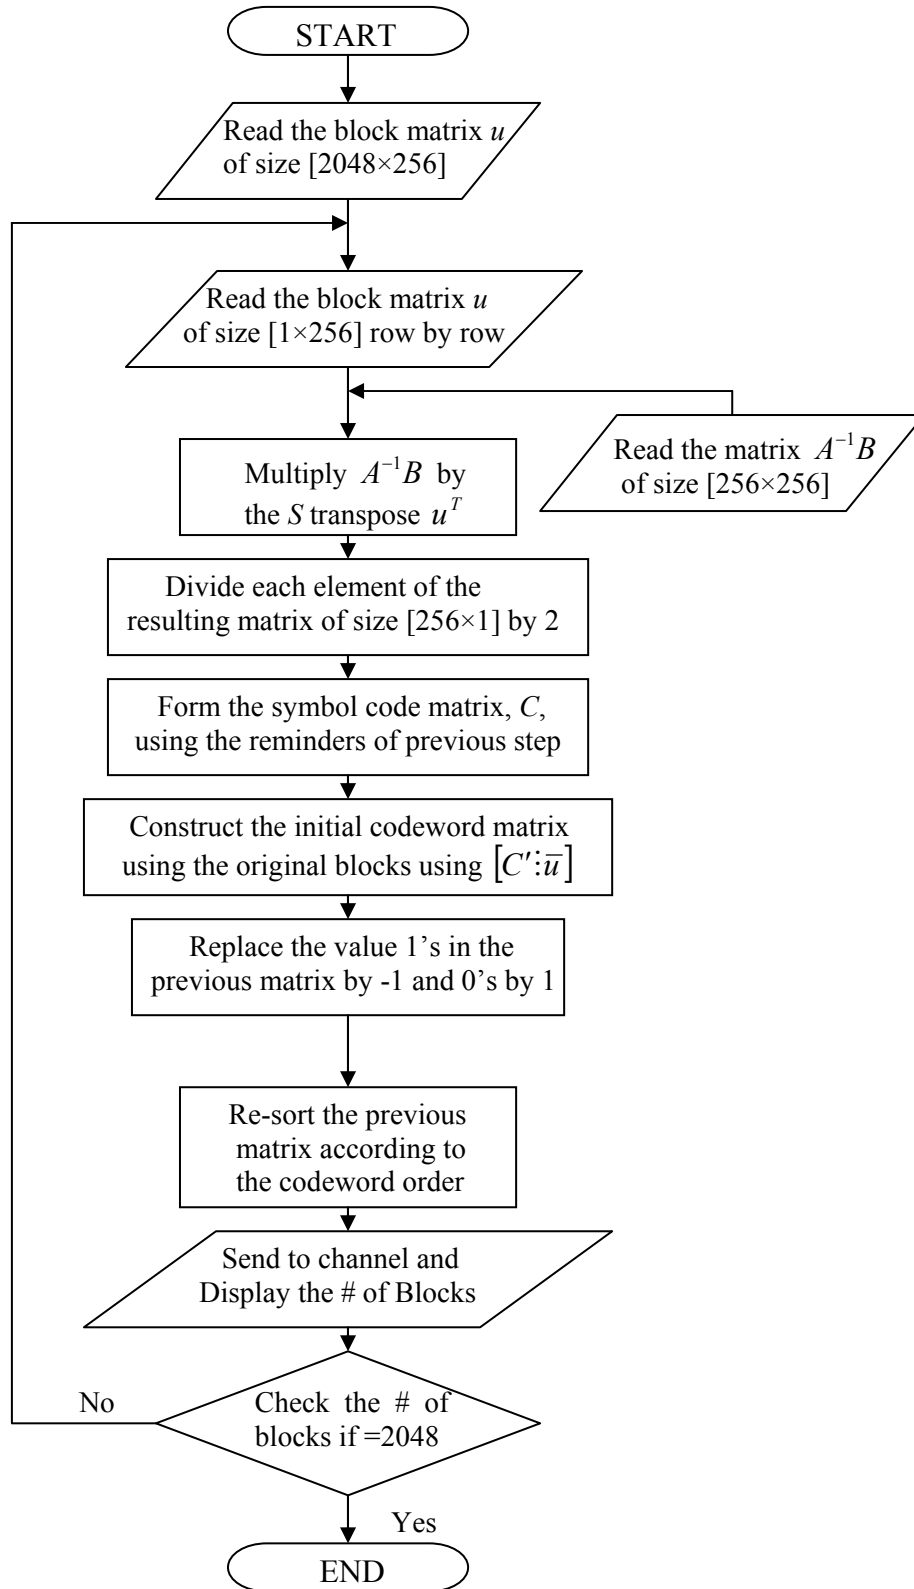 START
Read the block matrix u
of size [2048×256]
Read the block matrix u
of size [1×256] row by row
Read the matrix A⁻¹B
of size [256×256]
Multiply A⁻¹B by
the S transpose uᵀ
Divide each element of the
resulting matrix of size [256×1] by 2
Form the symbol code matrix, C,
using the reminders of previous step
Construct the initial codeword matrix
using the original blocks using [C′⋮u̅]
Replace the value 1’s in the
previous matrix by -1 and 0’s by 1
Re-sort the previous
matrix according to
the codeword order
Send to channel and
Display the # of Blocks
No
Check the # of
blocks if =2048
Yes
END